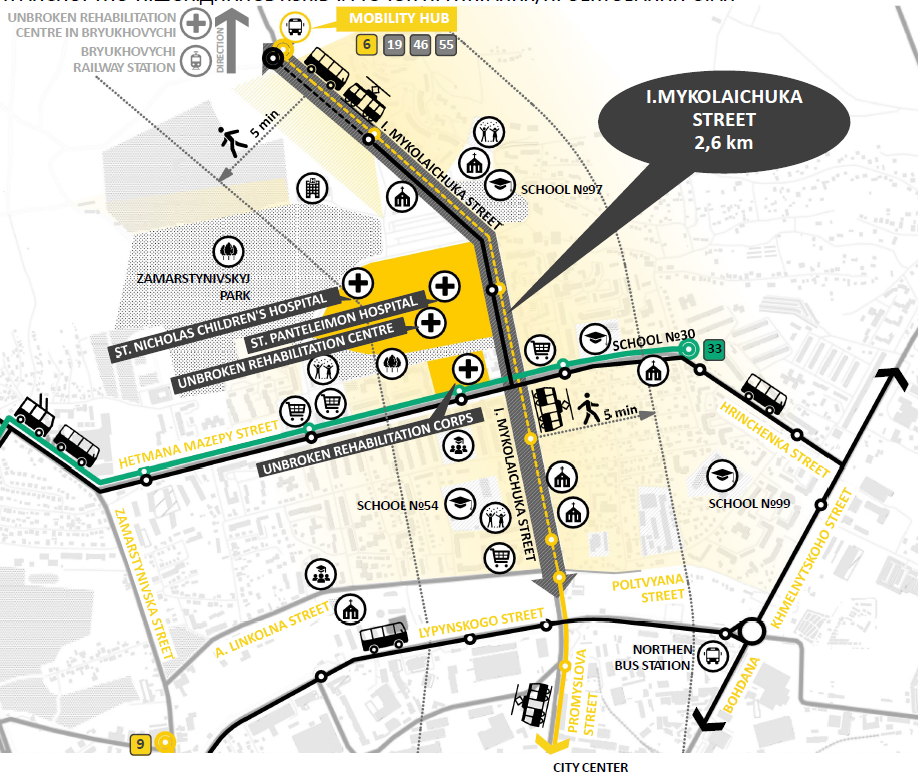 UNBROKEN REHABILITATION
CENTRE IN BRYUKHOVYCHI
BRYUKHOVYCHI
RAILWAY STATION
DIRECTION
MOBILITY HUB
6
19
46
55
5 min
I. MYKOLAICHUKA STREET
I.MYKOLAICHUKA
STREET
2,6 km
SCHOOL №97
ZAMARSTYNIVSKYJ
PARK
ST. NICHOLAS CHILDREN'S HOSPITAL
ST. PANTELEIMON HOSPITAL
UNBROKEN REHABILITATION CENTRE
SCHOOL №30
33
HETMANA MAZEPY STREET
UNBROKEN REHABILITATION CORPS
I. MYKOLAICHUKA STREET
5 min
HRINCHENKA STREET
SCHOOL №54
SCHOOL №99
ZAMARSTYNIVSKA STREET
KHMELNYTSKOHO STREET
BOHDANA
A. LINKOLNA STREET
LYPYNSKOGO STREET
POLTVYANA
STREET
NORTHEN
BUS STATION
PROMYSLOVA
STREET
9
CITY CENTER